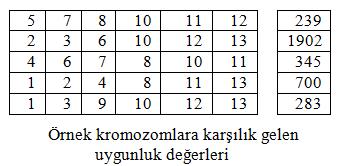 5 7 8 10 11 12 239
2 3 6 10 12 13 1902
4 6 7 8 10 11 345
1 2 4 8 11 13 700
1 3 9 10 12 13 283
Örnek kromozomlara karşılık gelen
uygunluk değerleri